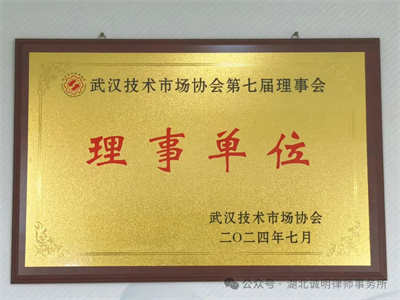 武汉技术市场协会第七届理事会
理事单位
武汉技术市场协会
二〇二四年七月
公众号·湖北诚明律师事务所